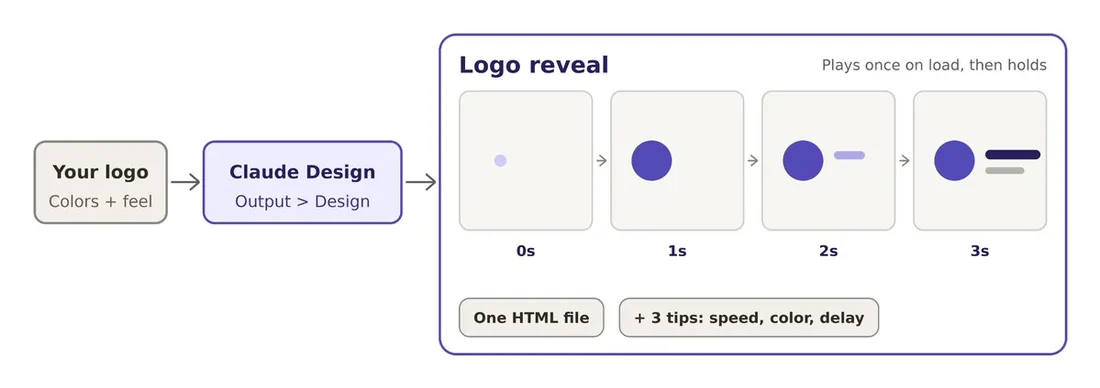 Your logo
Colors + feel
Claude Design
Output > Design
Logo reveal
Plays once on load, then holds
0s
1s
2s
3s
One HTML file
+ 3 tips: speed, color, delay